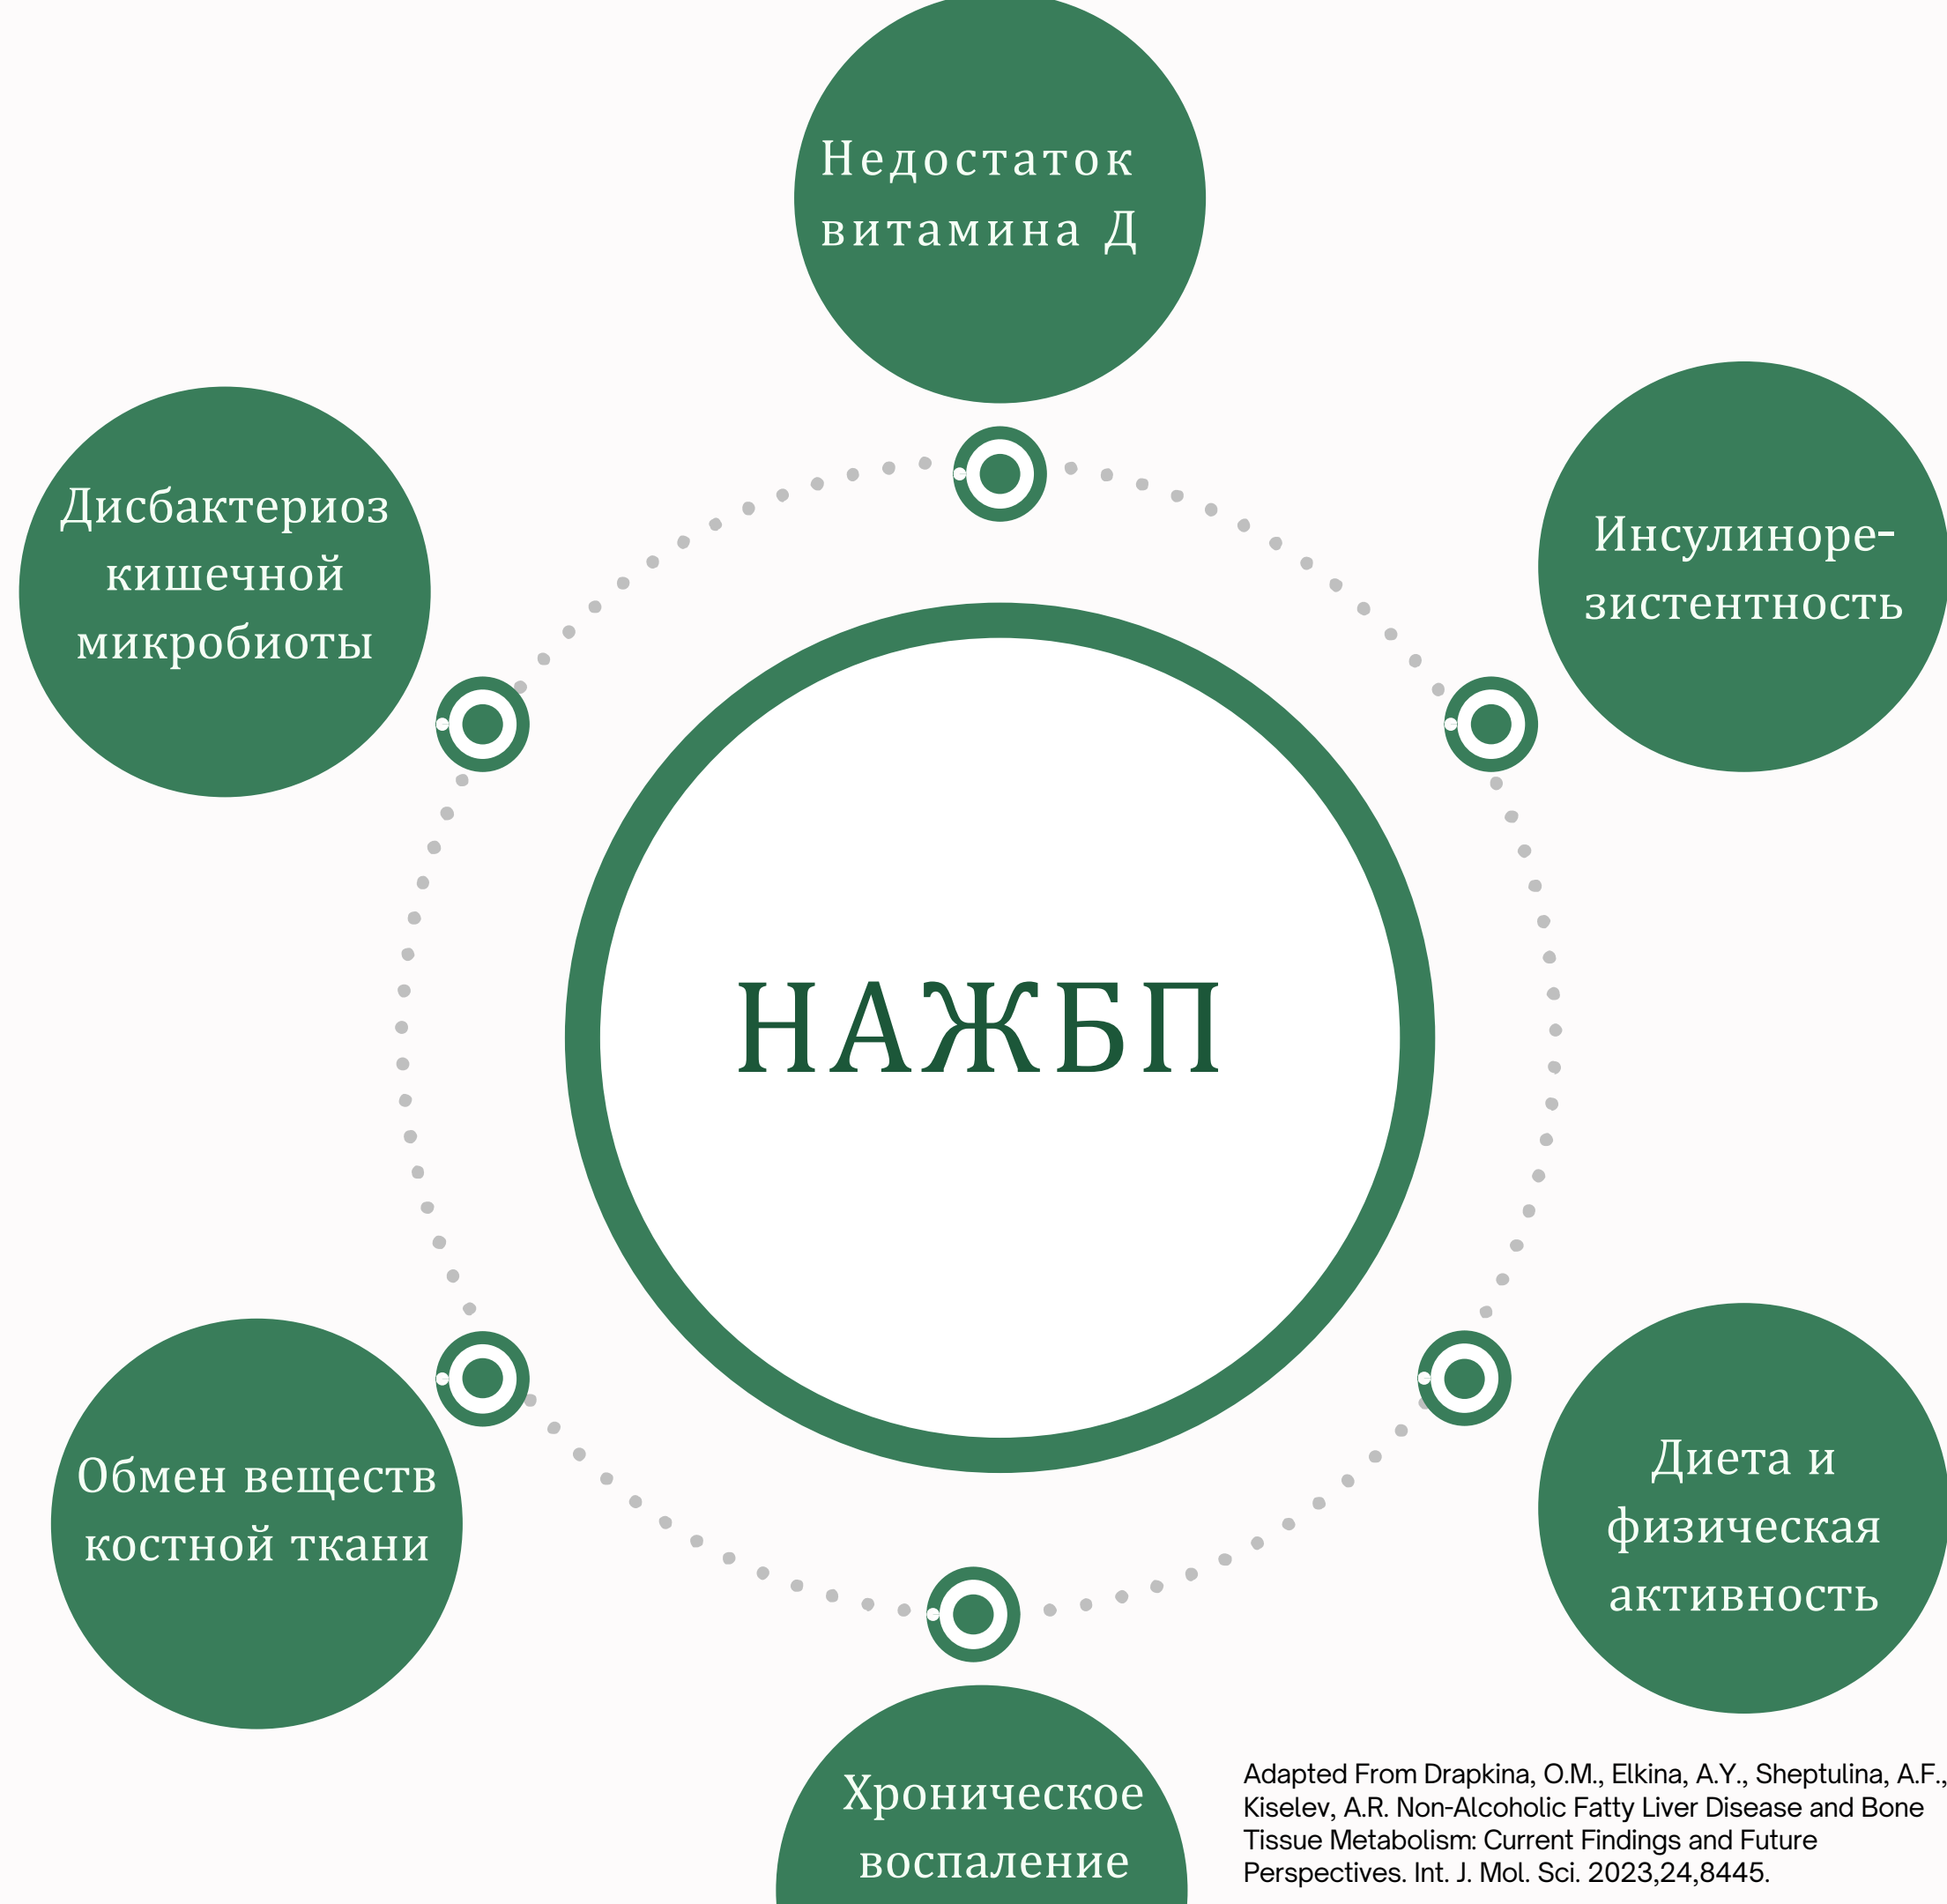 Недостаток
витамина Д
Дисбактериоз
кишечной
микробиоты
Инсулиноре-
зистентность
НАЖБП
Обмен веществ
костной ткани
Диета и
физическая
активность
Хроническое
воспаление
Adapted From Drapkina, O.M., Elkina, A.Y., Sheptulina, A.F.,
Kiselev, A.R. Non-Alcoholic Fatty Liver Disease and Bone
Tissue Metabolism: Current Findings and Future
Perspectives. Int. J. Mol. Sci. 2023,24,8445.